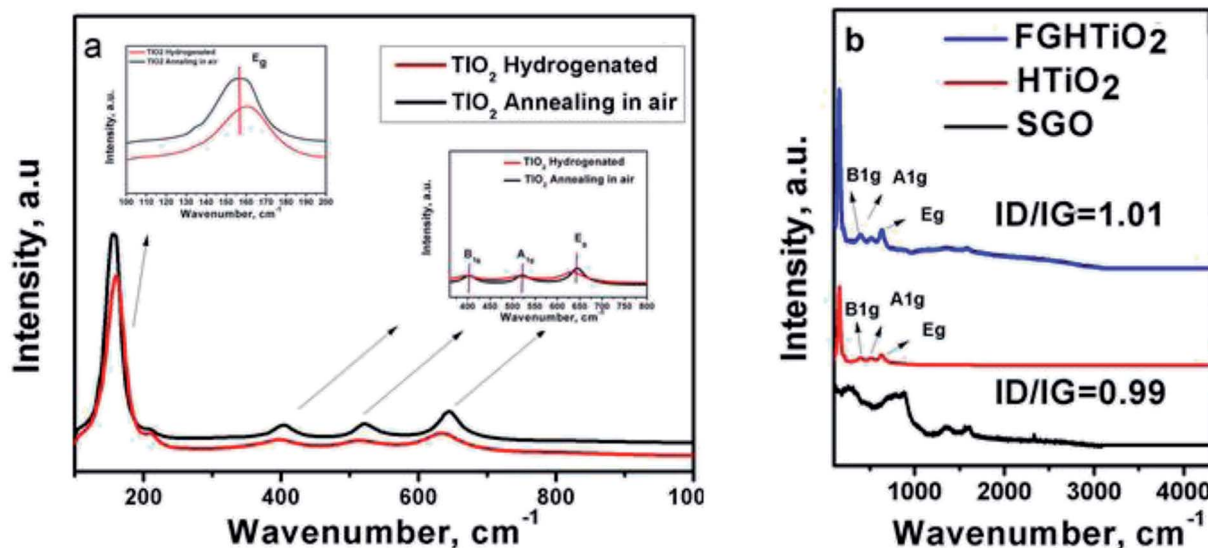 a
TIO2 Hydrogenated
TIO2 Annealing in air
Eg
Intensity, a.u.
100 110 120 130 140 150 160 170 180 190 200
Wavenumber, cm-1
TIO2 Hydrogenated
TIO2 Annealing in air
TIO2 Hydrogenated
TIO2 Annealing in air
Intensity, a.u.
B1g A1g
400 450 500 550 600 650 700 750 800
Wavenumber, cm-1
Intensity, a.u
200 400 600 800 100
Wavenumber, cm-1
b
FGHTiO2
HTiO2
SGO
B1g A1g
Eg
ID/IG=1.01
B1g A1g
Eg
ID/IG=0.99
Intensity, a.u.
1000 2000 3000 4000
Wavenumber, cm-1